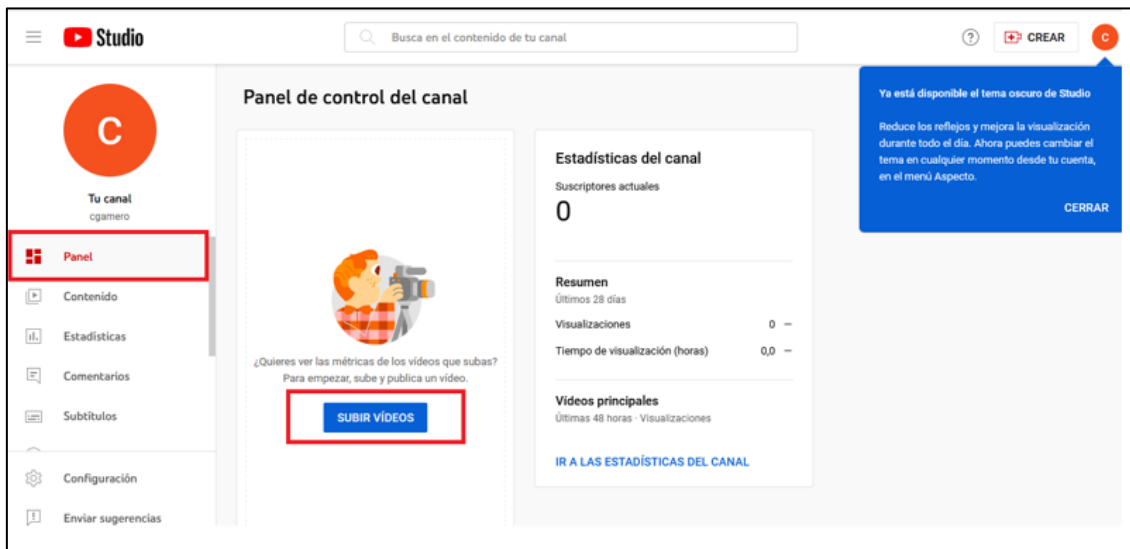 Studio
Busca en el contenido de tu canal
CREAR
C
C
Tu canal
cgamero
Panel
Contenido
Estadísticas
Comentarios
Subtítulos
Configuración
Enviar sugerencias
Panel de control del canal
¿Quieres ver las métricas de los vídeos que subas?
Para empezar, sube y publica un vídeo.
SUBIR VÍDEOS
Estadísticas del canal
Suscriptores actuales
0
Resumen
Últimos 28 días
Visualizaciones 0 —
Tiempo de visualización (horas) 0,0 —
Vídeos principales
Últimas 48 horas · Visualizaciones
IR A LAS ESTADÍSTICAS DEL CANAL
Ya está disponible el tema oscuro de Studio
Reduce los reflejos y mejora la visualización
durante todo el día. Ahora puedes cambiar el
tema en cualquier momento desde tu cuenta,
en el menú Aspecto.
CERRAR